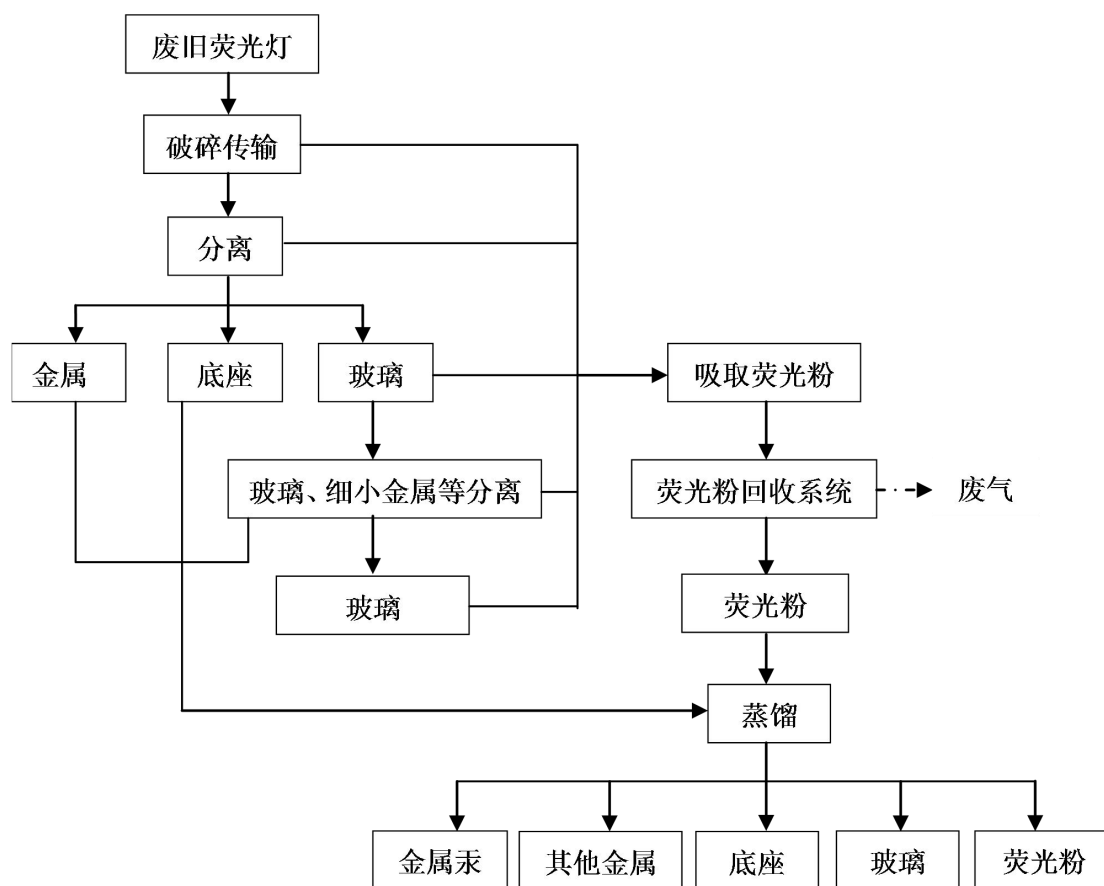 废旧荧光灯
破碎传输
分离
金属
底座
玻璃
吸取荧光粉
玻璃、细小金属等分离
荧光粉回收系统
废气
玻璃
荧光粉
蒸馏
金属汞
其他金属
底座
玻璃
荧光粉